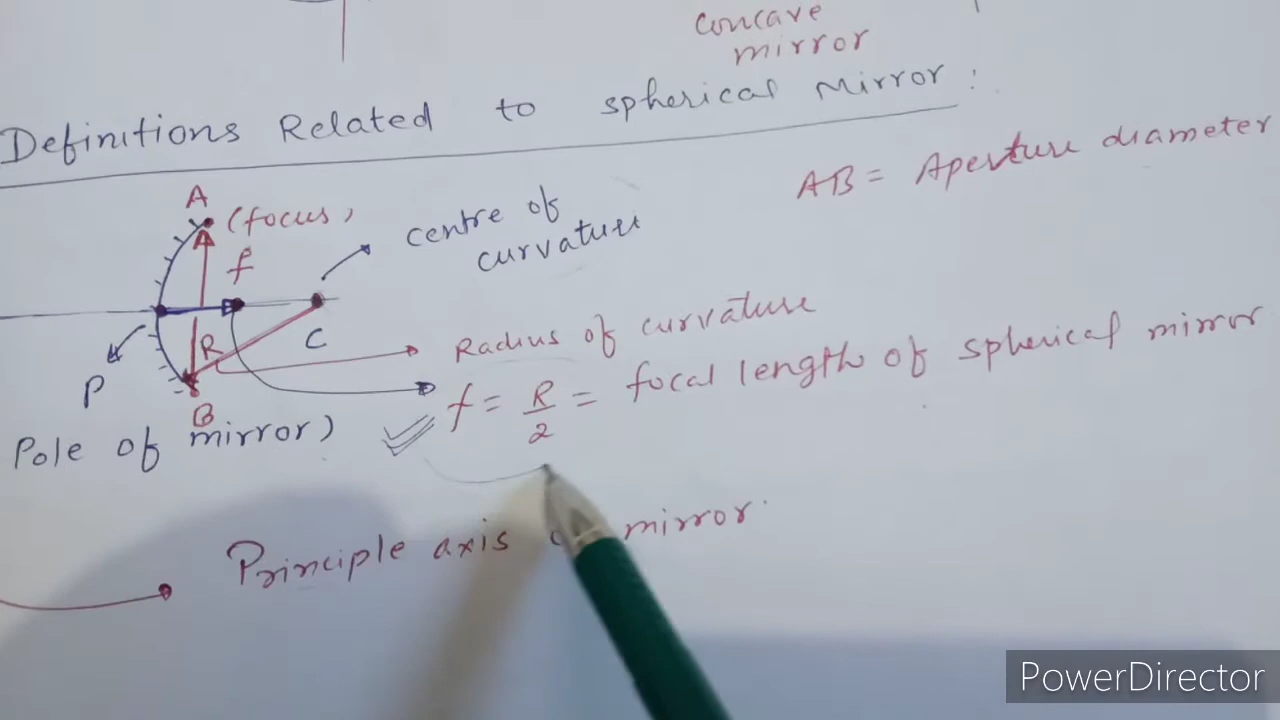 concave
mirror
Definitions Related to spherical Mirror :
AB = Aperture diameter
A
(focus,
f
centre of
curvature
C
R
P
B
Radius of curvature
f = R/2 = focal length of spherical mirror
Pole of mirror)
Principle axis mirror
PowerDirector